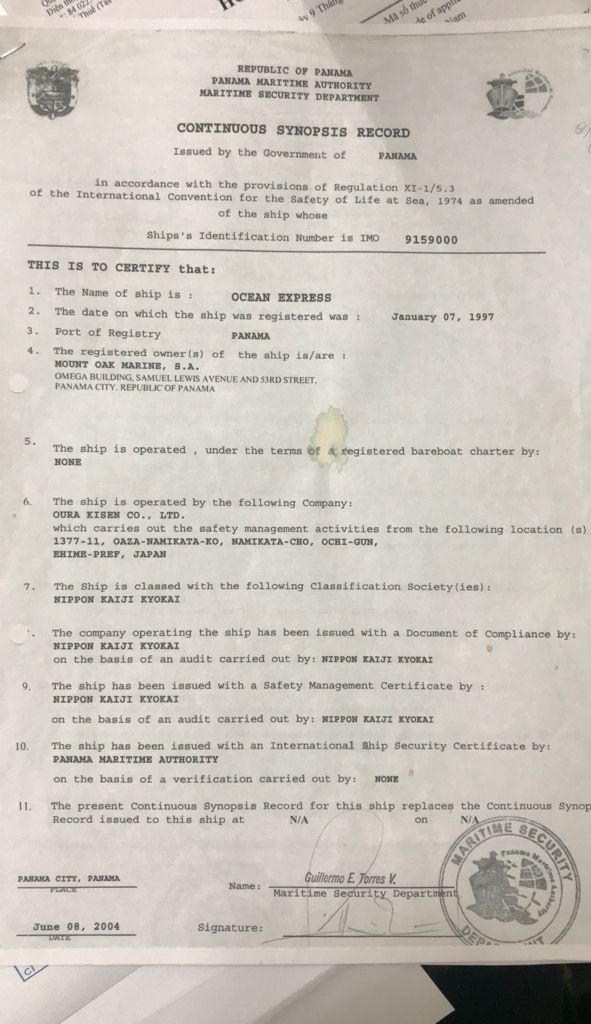 REPUBLIC OF PANAMA
PANAMA MARITIME AUTHORITY
MARITIME SECURITY DEPARTMENT
CONTINUOUS SYNOPSIS RECORD
Issued by the Government of PANAMA
in accordance with the provisions of Regulation XI-1/5.3
of the International Convention for the Safety of Life at Sea, 1974 as amended
of the ship whose
Ships's Identification Number is IMO 9159000
THIS IS TO CERTIFY that:
1. The Name of ship is : OCEAN EXPRESS
2. The date on which the ship was registered was : January 07, 1997
3. Port of Registry PANAMA
4. The registered owner(s) of the ship is/are :
MOUNT OAK MARINE, S.A.
OMEGA BUILDING, SAMUEL LEWIS AVENUE AND 53RD STREET.
PANAMA CITY. REPUBLIC OF PANAMA
5. The ship is operated , under the terms of a registered bareboat charter by:
NONE
6. The ship is operated by the following Company:
OURA KISEN CO., LTD.
which carries out the safety management activities from the following location (s)
1377-11, OAZA-NAMIKATA-KO, NAMIKATA-CHO, OCHI-GUN,
EHIME-PREF, JAPAN
7. The Ship is classed with the following Classification Society(ies):
NIPPON KAIJI KYOKAI
The company operating the ship has been issued with a Document of Compliance by:
NIPPON KAIJI KYOKAI
on the basis of an audit carried out by: NIPPON KAIJI KYOKAI
9. The ship has been issued with a Safety Management Certificate by :
NIPPON KAIJI KYOKAI
on the basis of an audit carried out by: NIPPON KAIJI KYOKAI
10. The ship has been issued with an International Ship Security Certificate by:
PANAMA MARITIME AUTHORITY
on the basis of a verification carried out by: NONE
11. The present Continuous Synopsis Record for this ship replaces the Continuous Synop
Record issued to this ship at N/A on N/A
MARITIME SECURITY
Panama Maritime Authority
PANAMA CITY, PANAMA
PLACE
Name: Guillermo E. Torres V.
Maritime Security Department
June 08, 2004
DATE
Signature: